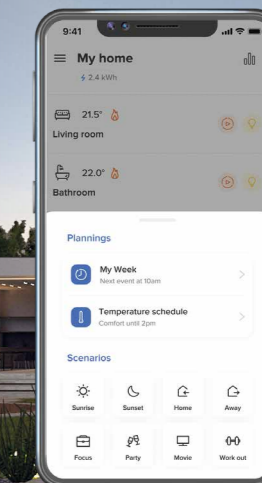 9:41
My home
2.4 kWh
21.5°
Living room
22.0°
Bathroom
Plannings
My Week
Next event at 10am
Temperature schedule
Comfort until 2pm
Scenarios
Sunrise Sunset Home Away
Focus Party Movie Work out